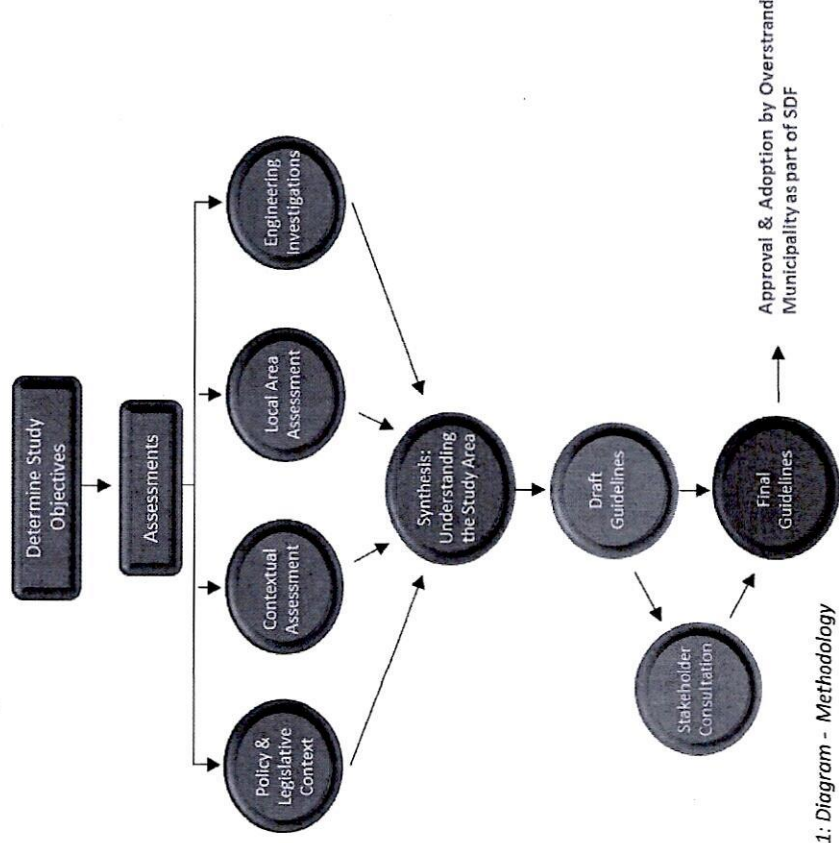 Determine Study
Objectives
Assessments
Policy &
Legislative
Context
Contextual
Assessment
Local Area
Assessment
Engineering
Investigations
Synthesis:
Understanding
the Study Area
Draft
Guidelines
Stakeholder
Consultation
Final
Guidelines
Approval & Adoption by Overstrand
Municipality as part of SDF
1: Diagram - Methodology